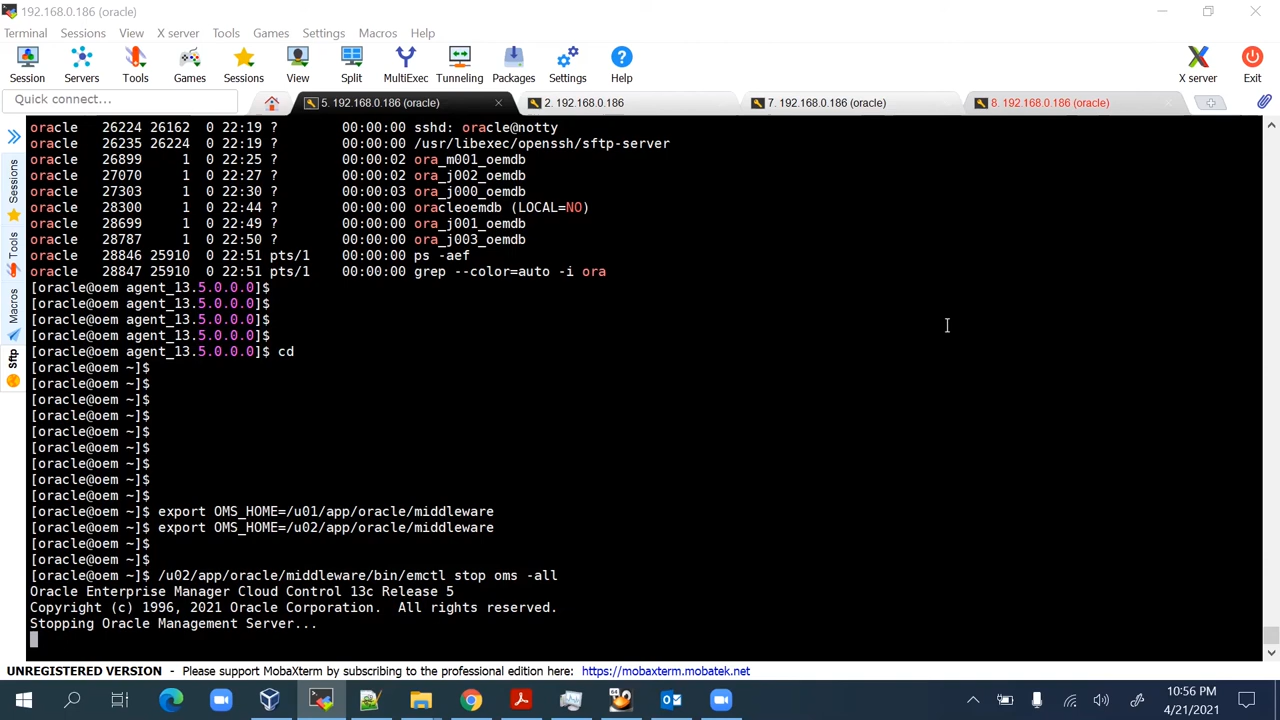 192.168.0.186 (oracle)
Terminal Sessions View X server Tools Games Settings Macros Help
Session Servers Tools Games Sessions View Split MultiExec Tunneling Packages Settings Help X server Exit
Quick connect...
5. 192.168.0.186 (oracle)
2. 192.168.0.186
7. 192.168.0.186 (oracle)
8. 192.168.0.186 (oracle)
Sessions
Tools
Macros
Sftp
oracle 26224 26162 0 22:19 ? 00:00:00 sshd: oracle@notty
oracle 26235 26224 0 22:19 ? 00:00:00 /usr/libexec/openssh/sftp-server
oracle 26899 1 0 22:25 ? 00:00:02 ora_m001_oemdb
oracle 27070 1 0 22:27 ? 00:00:02 ora_j002_oemdb
oracle 27303 1 0 22:30 ? 00:00:03 ora_j000_oemdb
oracle 28300 1 0 22:44 ? 00:00:00 oracleoemdb (LOCAL=NO)
oracle 28699 1 0 22:49 ? 00:00:00 ora_j001_oemdb
oracle 28787 1 0 22:50 ? 00:00:00 ora_j003_oemdb
oracle 28846 25910 0 22:51 pts/1 00:00:00 ps -aef
oracle 28847 25910 0 22:51 pts/1 00:00:00 grep --color=auto -i ora
[oracle@oem agent_13.5.0.0.0]$
[oracle@oem agent_13.5.0.0.0]$
[oracle@oem agent_13.5.0.0.0]$
[oracle@oem agent_13.5.0.0.0]$
[oracle@oem agent_13.5.0.0.0]$ cd
[oracle@oem ~]$
[oracle@oem ~]$
[oracle@oem ~]$
[oracle@oem ~]$
[oracle@oem ~]$
[oracle@oem ~]$
[oracle@oem ~]$
[oracle@oem ~]$
[oracle@oem ~]$
[oracle@oem ~]$ export OMS_HOME=/u01/app/oracle/middleware
[oracle@oem ~]$ export OMS_HOME=/u02/app/oracle/middleware
[oracle@oem ~]$
[oracle@oem ~]$
[oracle@oem ~]$ /u02/app/oracle/middleware/bin/emctl stop oms -all
Oracle Enterprise Manager Cloud Control 13c Release 5
Copyright (c) 1996, 2021 Oracle Corporation. All rights reserved.
Stopping Oracle Management Server...
UNREGISTERED VERSION - Please support MobaXterm by subscribing to the professional edition here: https://mobaxterm.mobatek.net
10:56 PM
4/21/2021